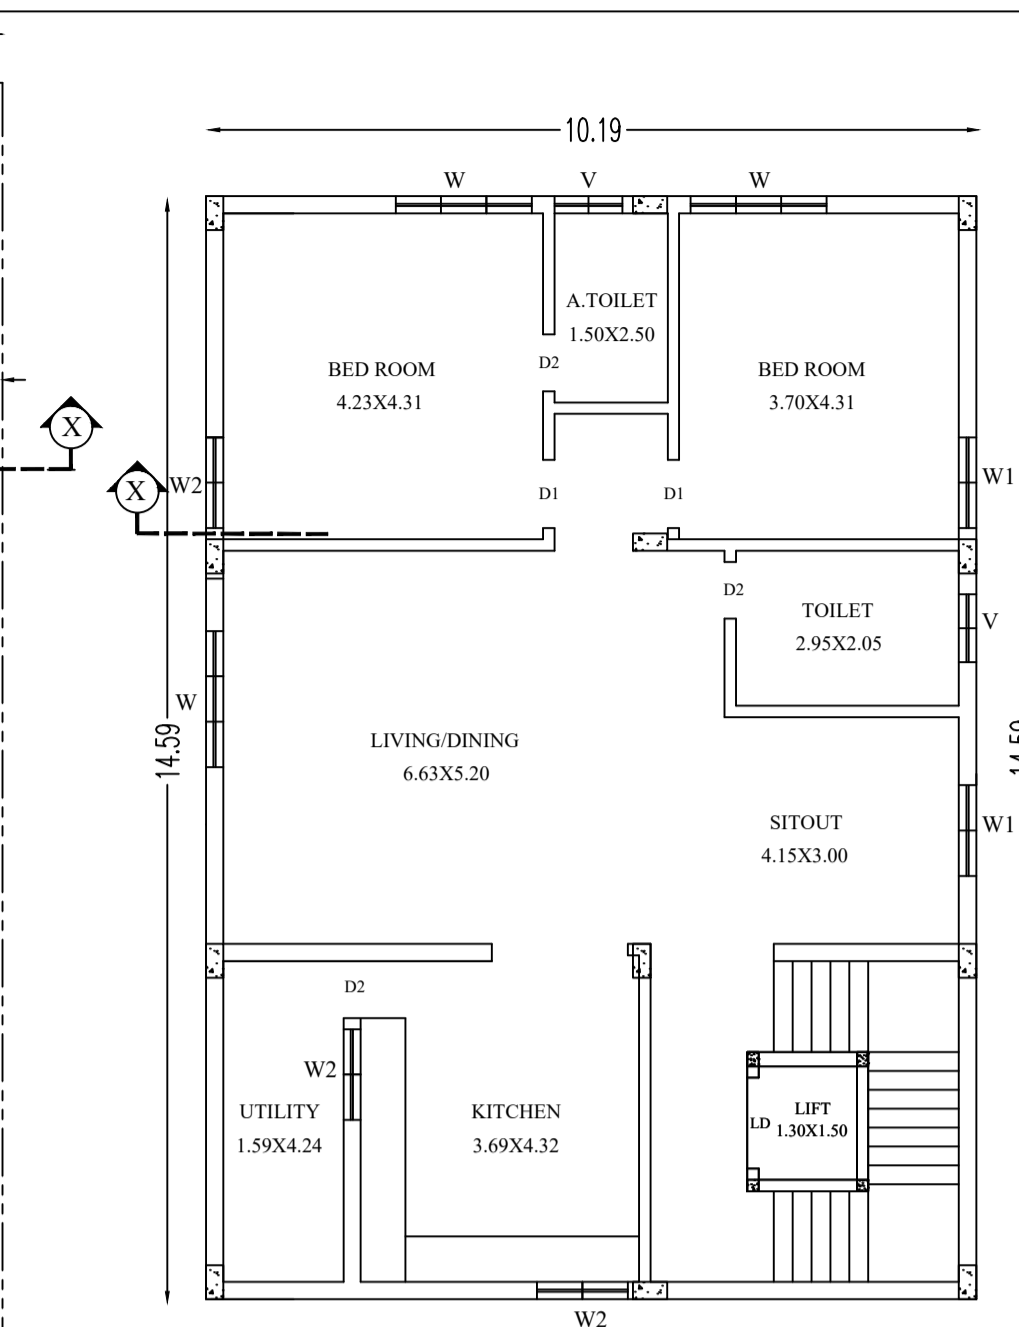 10.19
W
V
W
A.TOILET
1.50X2.50
D2
BED ROOM
4.23X4.31
BED ROOM
3.70X4.31
X
X
W2
D1
D1
W1
D2
TOILET
2.95X2.05
V
W
14.59
LIVING/DINING
6.63X5.20
14.59
SITOUT
4.15X3.00
W1
D2
W2
UTILITY
1.59X4.24
KITCHEN
3.69X4.32
LD
LIFT
1.30X1.50
W2